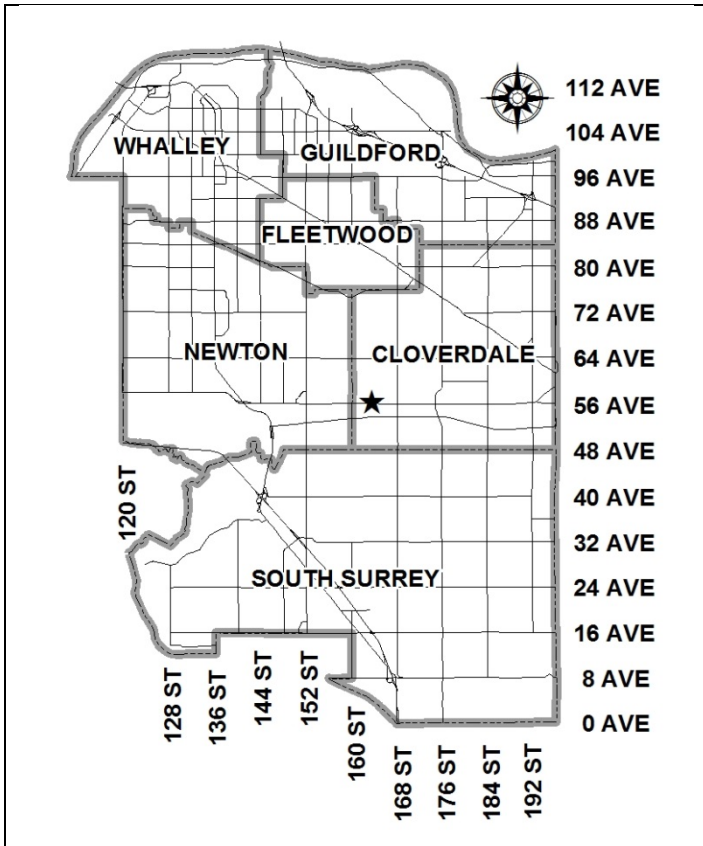 112 AVE
104 AVE
WHALLEY
GUILDFORD
96 AVE
88 AVE
FLEETWOOD
80 AVE
72 AVE
NEWTON
CLOVERDALE
64 AVE
56 AVE
48 AVE
120 ST
40 AVE
32 AVE
SOUTH SURREY
24 AVE
16 AVE
8 AVE
0 AVE
128 ST
136 ST
144 ST
152 ST
160 ST
168 ST
176 ST
184 ST
192 ST